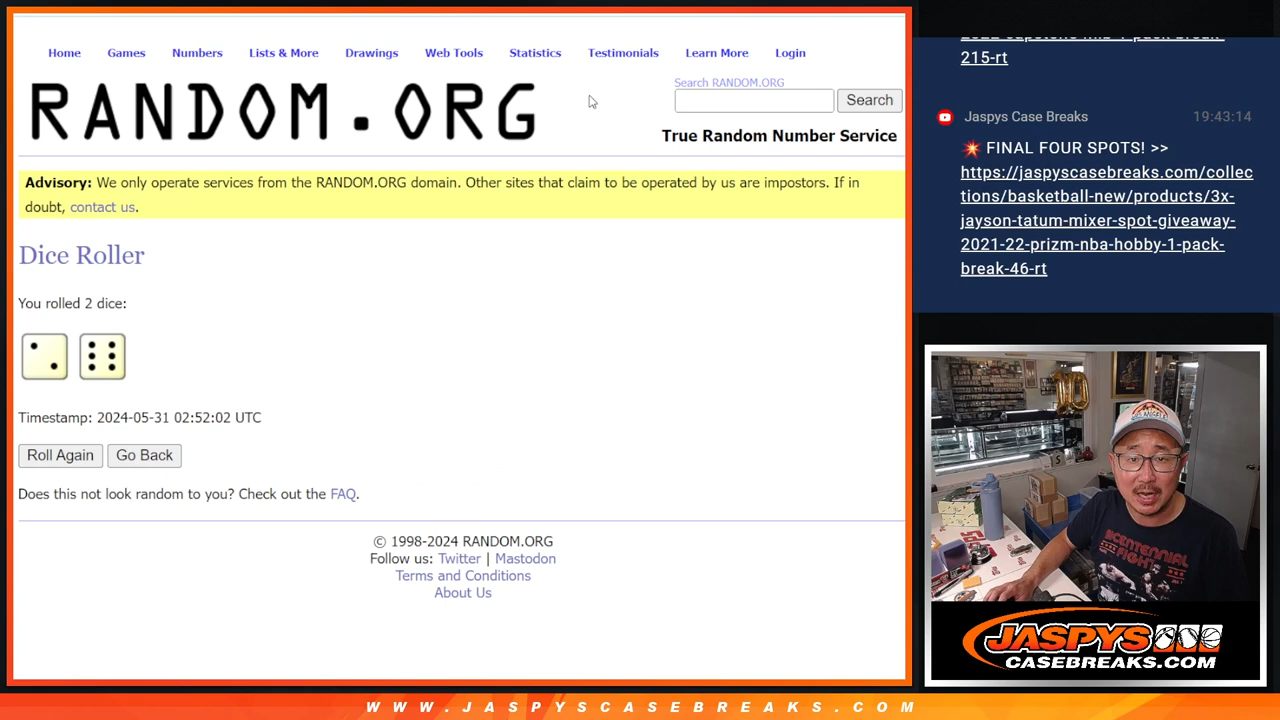 Home Games Numbers Lists & More Drawings Web Tools Statistics Testimonials Learn More Login
RANDOM.ORG
Search RANDOM.ORG
Search
True Random Number Service
Advisory: We only operate services from the RANDOM.ORG domain. Other sites that claim to be operated by us are impostors. If in
doubt, contact us.
Dice Roller
You rolled 2 dice:
Timestamp: 2024-05-31 02:52:02 UTC
Roll Again Go Back
Does this not look random to you? Check out the FAQ.
© 1998-2024 RANDOM.ORG
Follow us: Twitter | Mastodon
Terms and Conditions
About Us
215-rt
Jaspys Case Breaks 19:43:14
💥 FINAL FOUR SPOTS! >>
https://jaspyscasebreaks.com/collec
tions/basketball-new/products/3x-
jayson-tatum-mixer-spot-giveaway-
2021-22-prizm-nba-hobby-1-pack-
break-46-rt
10
BICENTENNIAL
FIGHT
JASPYS
CASEBREAKS.COM
WWW.JASPYSCASEBREAKS.COM